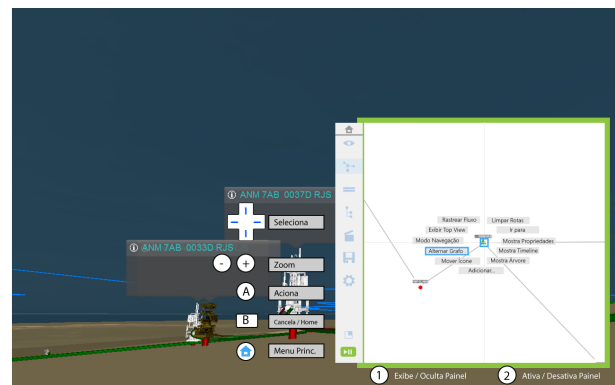 ANM 7AB 0037D RJS
Seleciona
ANM 7AB 0033D RJS
- + Zoom
A Aciona
B Cancela / Home
Menu Princ.
Rastrear Fluxo
Limpar Rotas
Exibir Top View
Ir para
Modo Navegação
Mostra Propriedades
Alternar Grafo
Mostra Timeline
Mover Icone
Mostra Árvore
Adicionar...
1 Exibe / Oculta Painel
2 Ativa / Desativa Painel